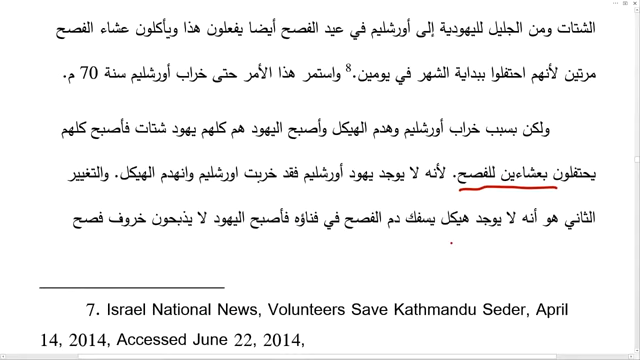 الشتات ومن الجليل لليهودية إلى أورشليم في عيد الفصح أيضا يفعلون هذا ويأكلون عشاء الفصح
مرتين لأنهم احتفلوا ببداية الشهر في يومين.8 واستمر هذا الأمر حتى خراب أورشليم سنة 70 م.
ولكن بسبب خراب أورشليم وهدم الهيكل وأصبح اليهود هم كلهم يهود شتات فأصبح كلهم
يحتفلون بعشاءين للفصح. لأنه لا يوجد يهود أورشليم فقد خربت اورشليم وانهدم الهيكل. والتغيير
الثاني هو أنه لا يوجد هيكل يسفك دم الفصح في فناؤه فأصبح اليهود لا يذبحون خروف فصح
7. Israel National News, Volunteers Save Kathmandu Seder, April
14, 2014, Accessed June 22, 2014,